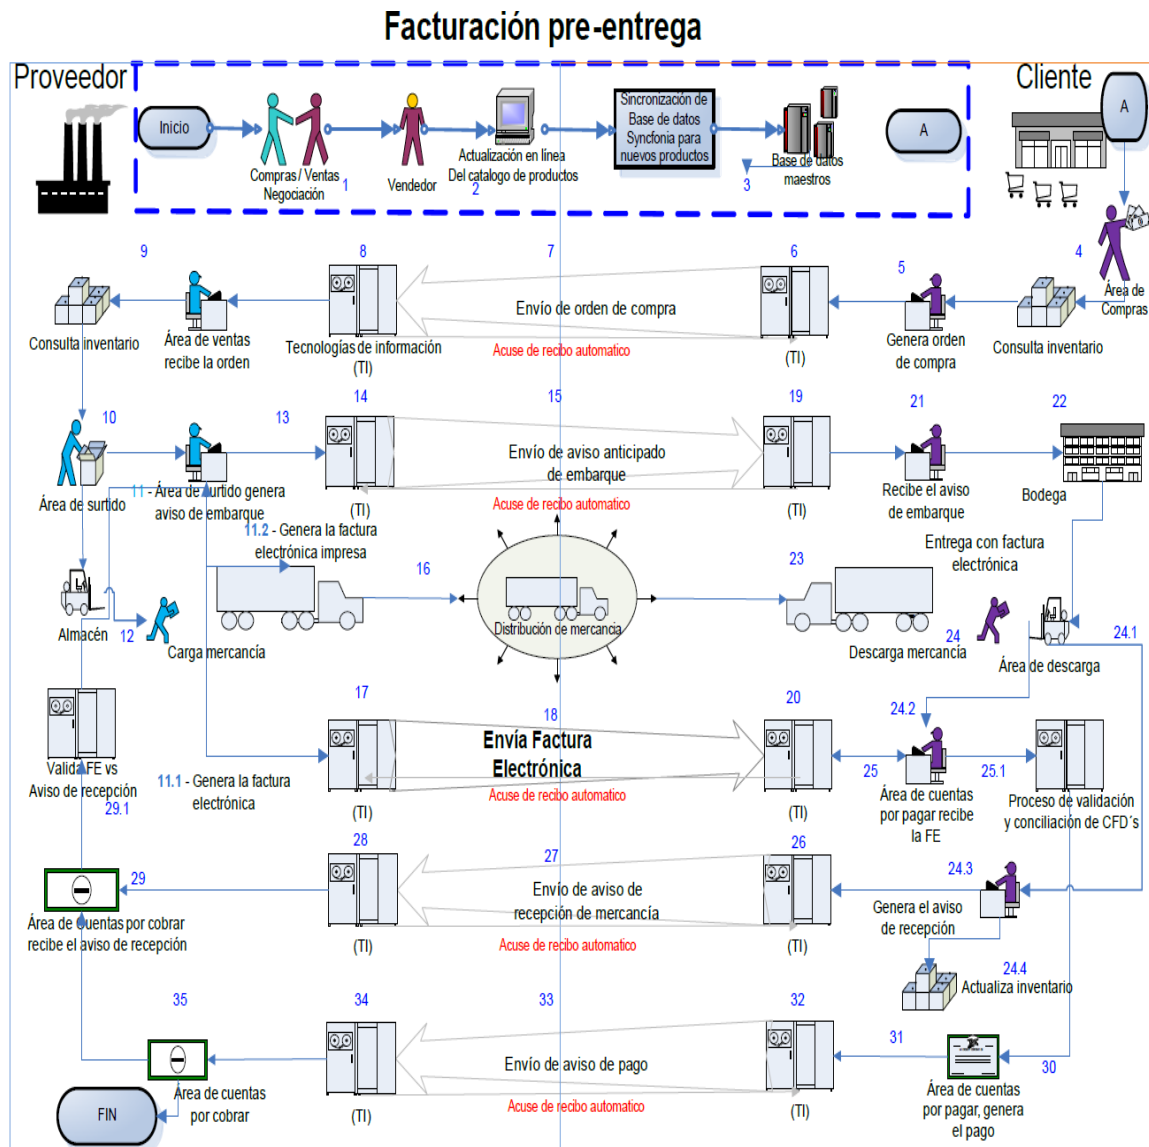 Facturación pre-entrega
Proveedor
Cliente
Inicio
Compras / Ventas
Negociación
1
Vendedor
Actualización en línea
Del catalogo de productos
2
Sincronización de
Base de datos
Syncfonia para
nuevos productos
3
Base de datos
maestros
A
A
9
8
7
6
5
4
Área de
Compras
Consulta inventario
Área de ventas
recibe la orden
Tecnologías de información
(TI)
Envío de orden de compra
Acuse de recibo automatico
(TI)
Genera orden
de compra
Consulta inventario
10
13
14
15
19
21
22
Área de surtido
11 - Área de surtido genera
aviso de embarque
(TI)
Envío de aviso anticipado
de embarque
Acuse de recibo automatico
(TI)
Recibe el aviso
de embarque
Bodega
11.2 - Genera la factura
electrónica impresa
Entrega con factura
electrónica
16
23
Almacén
12
Carga mercancía
Distribución de mercancia
Descarga mercancía
24
Área de descarga
24.1
17
18
20
24.2
Valida FE vs
Aviso de recepción
29.1
11.1 - Genera la factura
electrónica
(TI)
Envía Factura
Electrónica
Acuse de recibo automatico
(TI)
25
Área de cuentas
por pagar recibe
la FE
25.1
Proceso de validación
y conciliación de CFD´s
29
28
27
26
24.3
Área de Cuentas por cobrar
recibe el aviso de recepción
(TI)
Envío de aviso de
recepción de mercancía
Acuse de recibo automatico
(TI)
Genera el aviso
de recepción
24.4
Actualiza inventario
35
34
33
32
31
30
Área de cuentas
por cobrar
FIN
(TI)
Envío de aviso de pago
Acuse de recibo automatico
(TI)
Área de cuentas
por pagar, genera
el pago